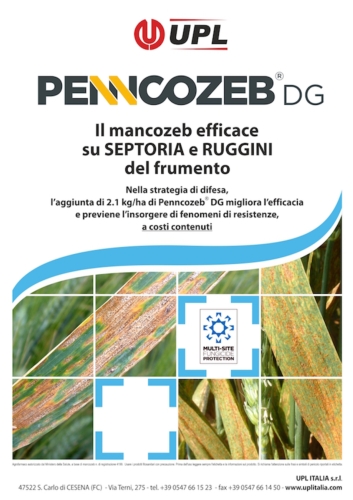 UPL
PENNCOZEB® DG
Il mancozeb efficace
su SEPTORIA e RUGGINI
del frumento
Nella strategia di difesa,
l'aggiunta di 2.1 kg/ha di Penncozeb® DG migliora l'efficacia
e previene l'insorgere di fenomeni di resistenze,
a costi contenuti
MULTI-SITE
FUNGICIDE
PROTECTION
UPL ITALIA s.r.l.
47522 S. Carlo di CESENA (FC) - Via Terni, 275 - tel. +39 0547 66 15 23 - fax +39 0547 66 14 50 - www.uplitalia.com